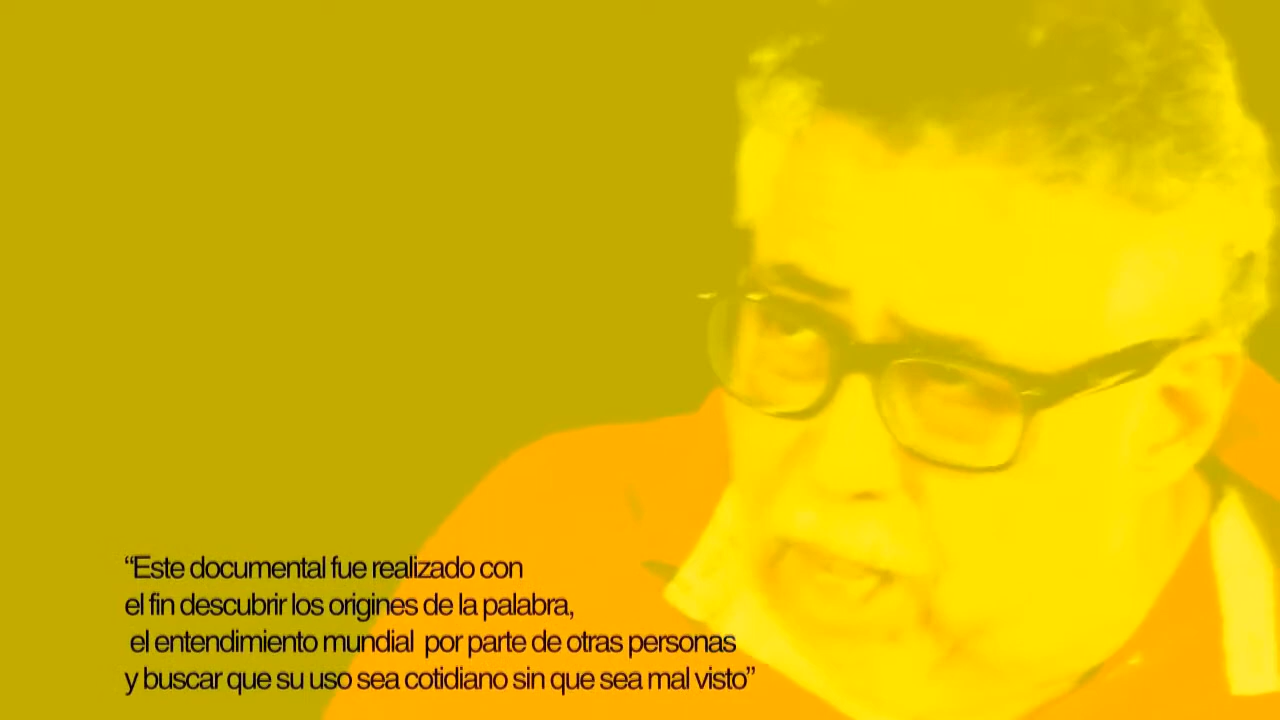 “Este documental fue realizado con
el fin descubrir los origines de la palabra,
el entendimiento mundial por parte de otras personas
y buscar que su uso sea cotidiano sin que sea mal visto”